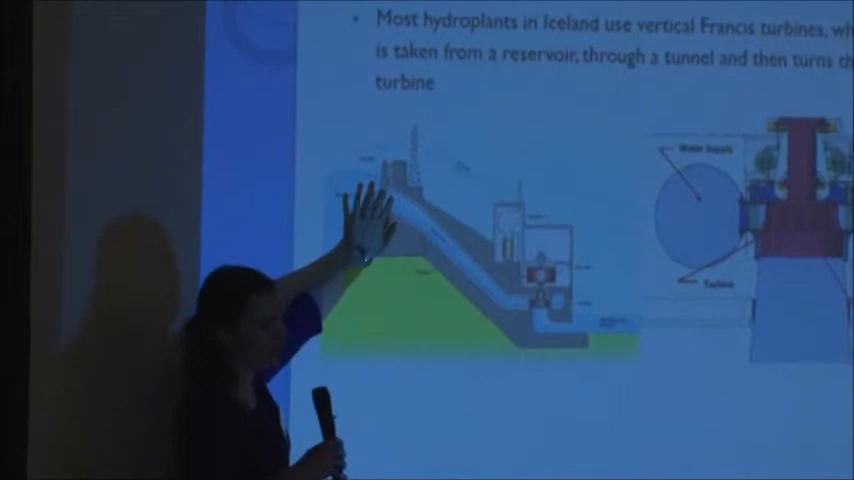 • Most hydroplants in Iceland use vertical Francis turbines, wh
is taken from a reservoir, through a tunnel and then turns th
turbine
Water Supply
Turbine